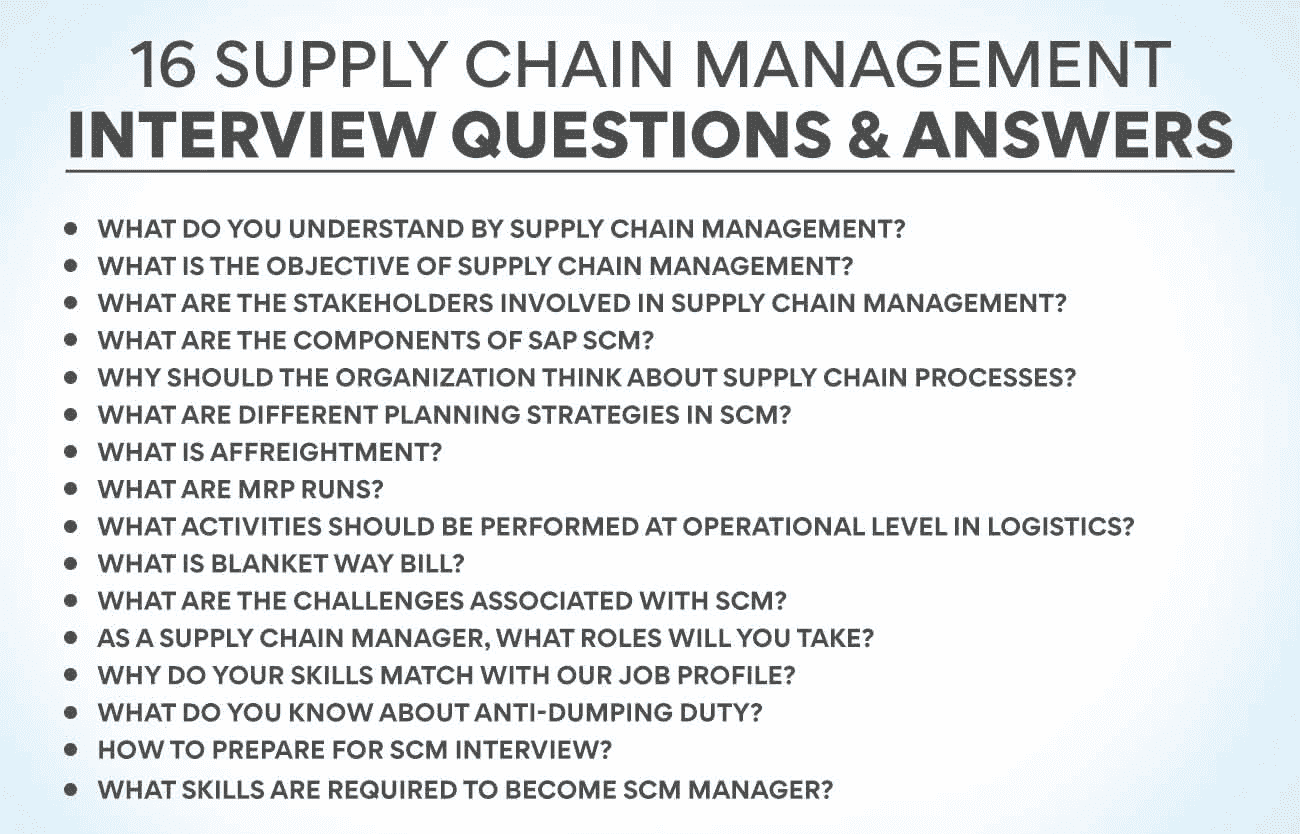 16 SUPPLY CHAIN MANAGEMENT
INTERVIEW QUESTIONS & ANSWERS
• WHAT DO YOU UNDERSTAND BY SUPPLY CHAIN MANAGEMENT?
• WHAT IS THE OBJECTIVE OF SUPPLY CHAIN MANAGEMENT?
• WHAT ARE THE STAKEHOLDERS INVOLVED IN SUPPLY CHAIN MANAGEMENT?
• WHAT ARE THE COMPONENTS OF SAP SCM?
• WHY SHOULD THE ORGANIZATION THINK ABOUT SUPPLY CHAIN PROCESSES?
• WHAT ARE DIFFERENT PLANNING STRATEGIES IN SCM?
• WHAT IS AFFREIGHTMENT?
• WHAT ARE MRP RUNS?
• WHAT ACTIVITIES SHOULD BE PERFORMED AT OPERATIONAL LEVEL IN LOGISTICS?
• WHAT IS BLANKET WAY BILL?
• WHAT ARE THE CHALLENGES ASSOCIATED WITH SCM?
• AS A SUPPLY CHAIN MANAGER, WHAT ROLES WILL YOU TAKE?
• WHY DO YOUR SKILLS MATCH WITH OUR JOB PROFILE?
• WHAT DO YOU KNOW ABOUT ANTI-DUMPING DUTY?
• HOW TO PREPARE FOR SCM INTERVIEW?
• WHAT SKILLS ARE REQUIRED TO BECOME SCM MANAGER?